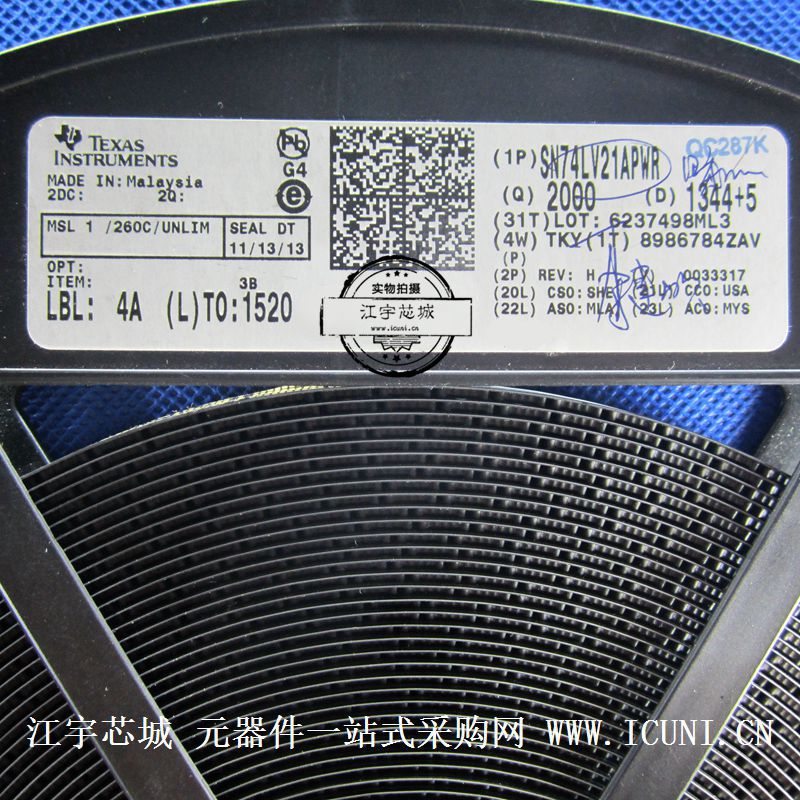 TEXAS INSTRUMENTS
MADE IN: Malaysia
2DC: 2Q:
MSL 1 /260C/UNLIM
SEAL DT
11/13/13
OPT:
ITEM: 3B
LBL: 4A (L)TO:1520
Pb
G4
e
QC287K
(1P) SN74LV21APWR
(Q) 2000 (D) 1344+5
(31T)LOT: 6237498ML3
(4W) TKY(1T) 8986784ZAV
(P)
(2P) REV: 0033317
(20L) CSO:SHE (21L) CCO:USA
(22L) ASO:MLA (23L) ACO:MYS
实物拍摄
江宇芯城
www.icuni.cn
江宇芯城 元器件一站式采购网 WWW.ICUNI.CN